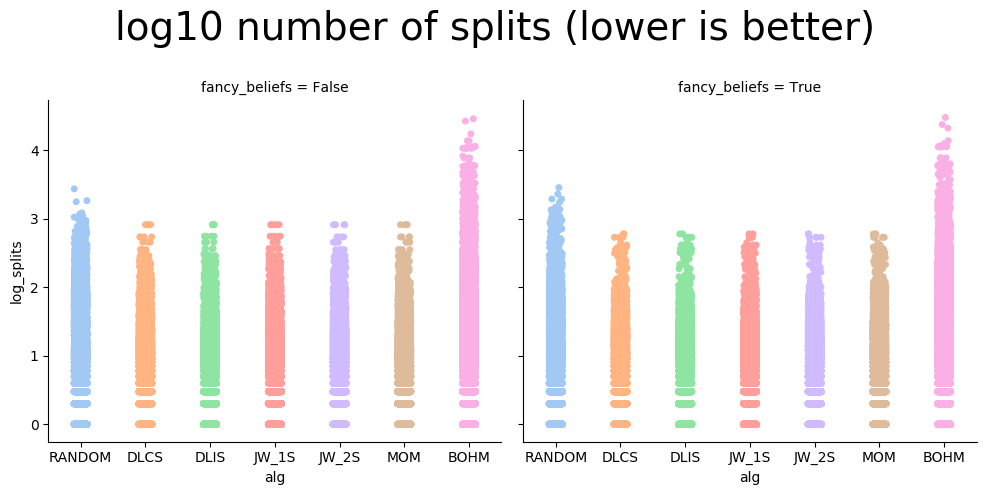 log10 number of splits (lower is better)
fancy_beliefs = False
fancy_beliefs = True
log_splits
4
3
2
1
0
RANDOM DLCS DLIS JW_1S JW_2S MOM BOHM
alg
RANDOM DLCS DLIS JW_1S JW_2S MOM BOHM
alg